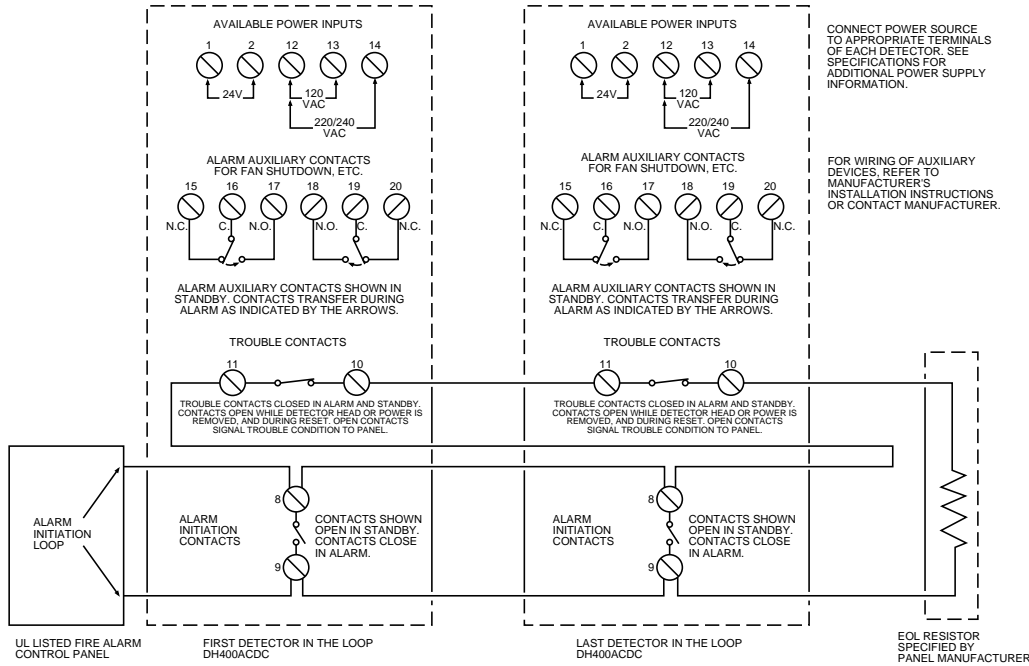 AVAILABLE POWER INPUTS
1 2 12 13 14
24V
120
VAC
220/240
VAC
ALARM AUXILIARY CONTACTS
FOR FAN SHUTDOWN, ETC.
15 16 17 18 19 20
N.C. C. N.O. N.O. C. N.C.
ALARM AUXILIARY CONTACTS SHOWN IN
STANDBY. CONTACTS TRANSFER DURING
ALARM AS INDICATED BY THE ARROWS.
TROUBLE CONTACTS
11 10
TROUBLE CONTACTS CLOSED IN ALARM AND STANDBY.
CONTACTS OPEN WHILE DETECTOR HEAD OR POWER IS
REMOVED, AND DURING RESET. OPEN CONTACTS
SIGNAL TROUBLE CONDITION TO PANEL.
AVAILABLE POWER INPUTS
1 2 12 13 14
24V
120
VAC
220/240
VAC
ALARM AUXILIARY CONTACTS
FOR FAN SHUTDOWN, ETC.
15 16 17 18 19 20
N.C. C. N.O. N.O. C. N.C.
ALARM AUXILIARY CONTACTS SHOWN IN
STANDBY. CONTACTS TRANSFER DURING
ALARM AS INDICATED BY THE ARROWS.
TROUBLE CONTACTS
11 10
TROUBLE CONTACTS CLOSED IN ALARM AND STANDBY.
CONTACTS OPEN WHILE DETECTOR HEAD OR POWER IS
REMOVED, AND DURING RESET. OPEN CONTACTS
SIGNAL TROUBLE CONDITION TO PANEL.
CONNECT POWER SOURCE
TO APPROPRIATE TERMINALS
OF EACH DETECTOR. SEE
SPECIFICATIONS FOR
ADDITIONAL POWER SUPPLY
INFORMATION.
FOR WIRING OF AUXILIARY
DEVICES, REFER TO
MANUFACTURER'S
INSTALLATION INSTRUCTIONS
OR CONTACT MANUFACTURER.
ALARM
INITIATION
LOOP
ALARM
INITIATION
CONTACTS
8
9
CONTACTS SHOWN
OPEN IN STANDBY.
CONTACTS CLOSE
IN ALARM.
ALARM
INITIATION
CONTACTS
8
9
CONTACTS SHOWN
OPEN IN STANDBY.
CONTACTS CLOSE
IN ALARM.
UL LISTED FIRE ALARM
CONTROL PANEL
FIRST DETECTOR IN THE LOOP
DH400ACDC
LAST DETECTOR IN THE LOOP
DH400ACDC
EOL RESISTOR
SPECIFIED BY
PANEL MANUFACTURER